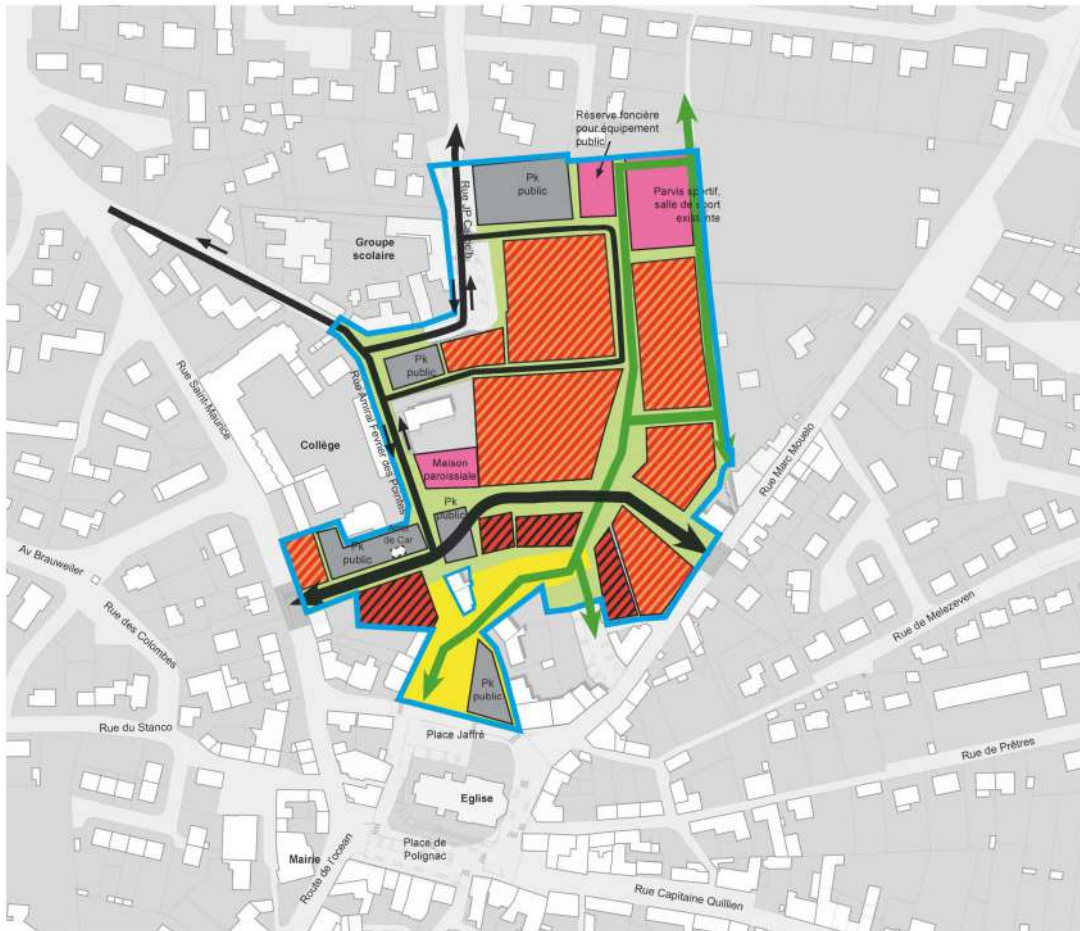 Réserve foncière
pour équipement
public
Pk
public
Parvis sportif,
salle de sport
existante
Rue JP Calloch
Groupe
scolaire
Pk
public
Rue Saint-Maurice
Rue Amiral Fevrier des Pointes
Collège
Maison
paroissiale
Rue Marc Mouelo
Pk
public
Pk
public
de Car
Av Brauweiler
Rue des Colombes
Rue de Melezeven
Pk
public
Rue du Stanco
Place Jaffré
Rue de Prêtres
Eglise
Mairie
Place de
Polignac
Route de l'ocean
Rue Capitaine Quillien